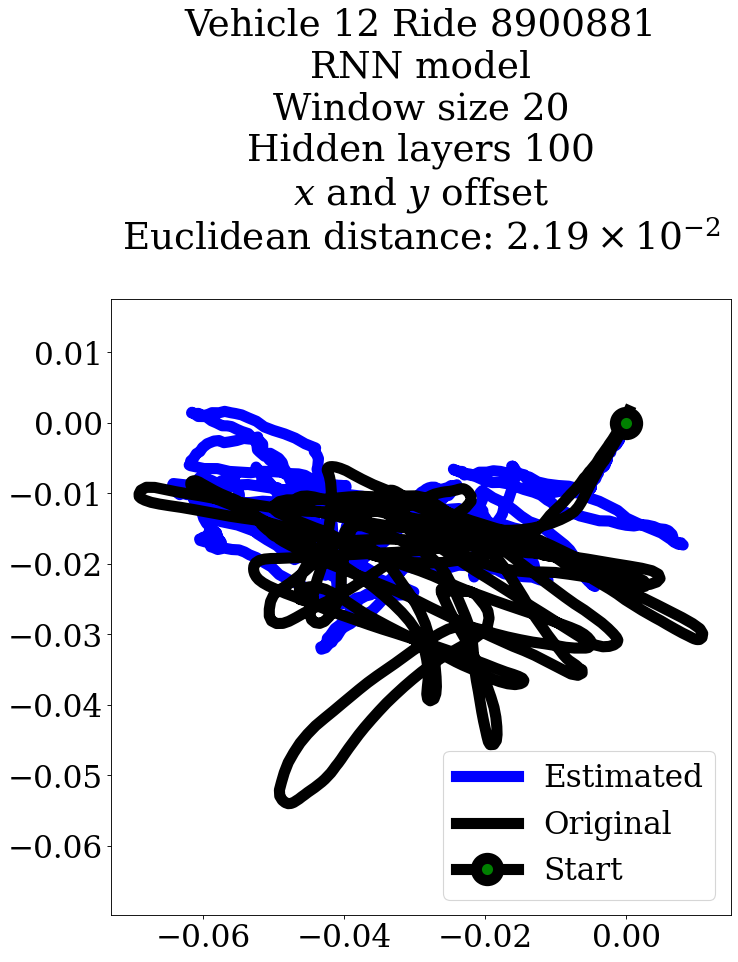 Vehicle 12 Ride 8900881
RNN model
Window size 20
Hidden layers 100
x and y offset
Euclidean distance: 2.19 × 10⁻²
0.01
0.00
−0.01
−0.02
−0.03
−0.04
−0.05
−0.06
Estimated
Original
Start
−0.06 −0.04 −0.02 0.00